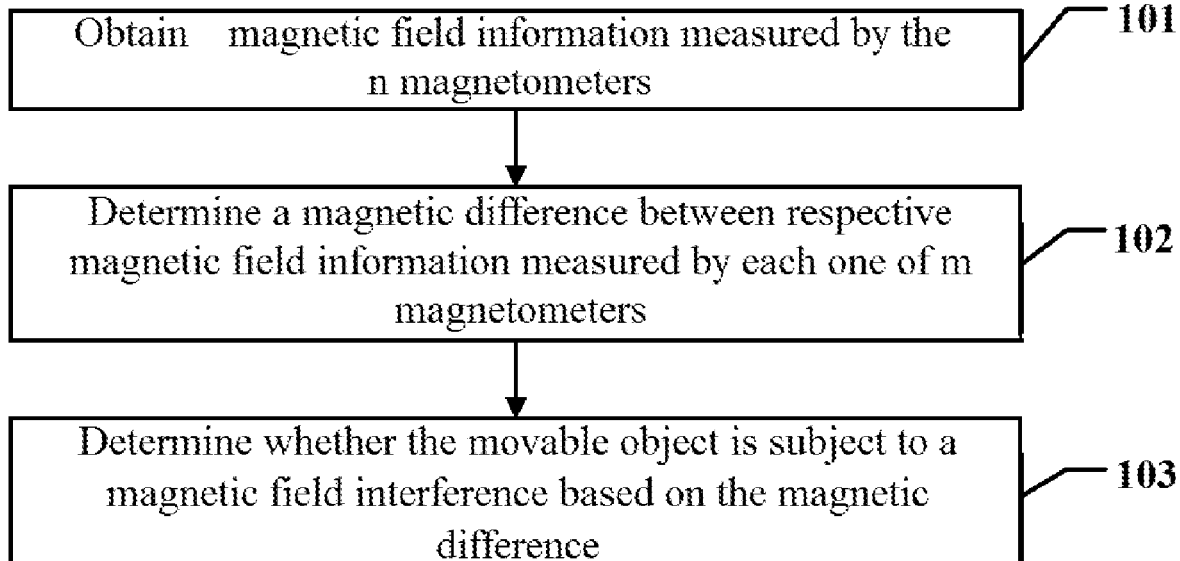 Obtain magnetic field information measured by the
n magnetometers
101
Determine a magnetic difference between respective
magnetic field information measured by each one of m
magnetometers
102
Determine whether the movable object is subject to a
magnetic field interference based on the magnetic
difference
103